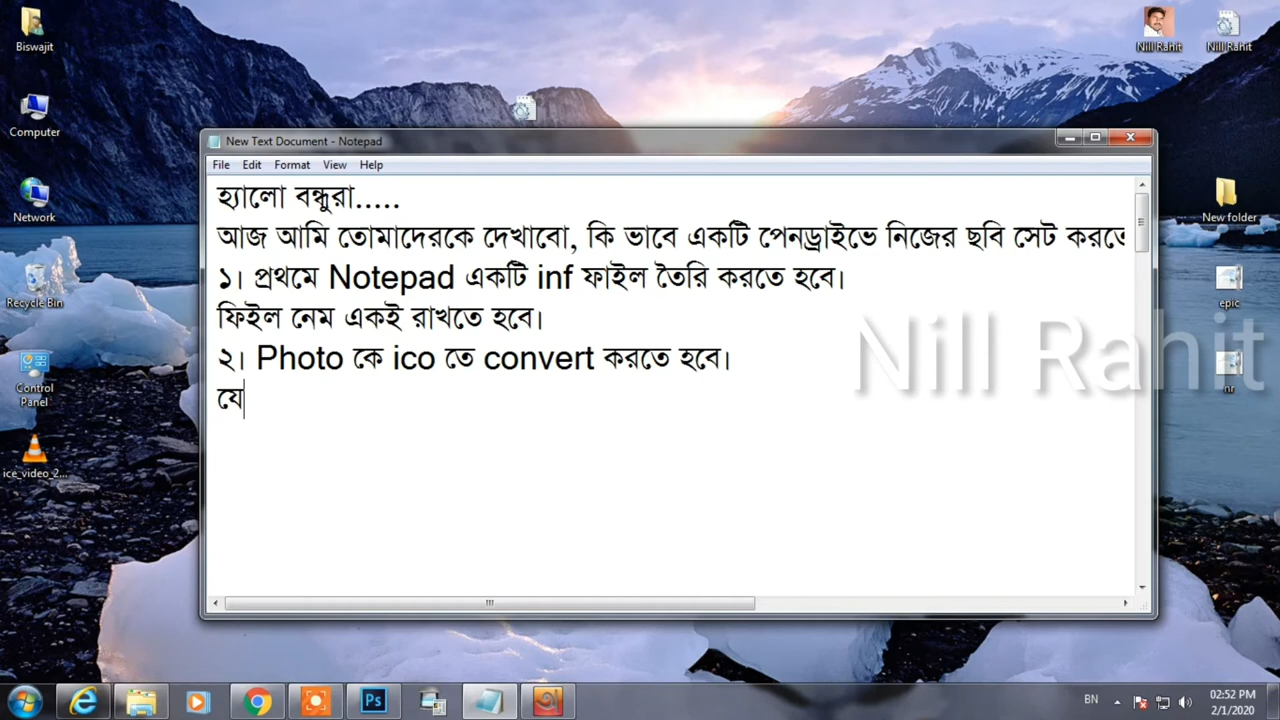 Biswajit
Nill Rahit
Nill Rahit
Computer
New Text Document - Notepad
File Edit Format View Help
হ্যালো বন্ধুরা.....
আজ আমি তোমাদেরকে দেখাবো, কি ভাবে একটি পেনড্রাইভে নিজের ছবি সেট করতে
১। প্রথমে Notepad একটি inf ফাইল তৈরি করতে হবে।
ফিইল নেম একই রাখতে হবে।
২। Photo কে ico তে convert করতে হবে।
যে
Network
New folder
Recycle Bin
epic
Nill Rahit
Control Panel
nr
ice_video_2...
Ps
BN
02:52 PM
2/1/2020